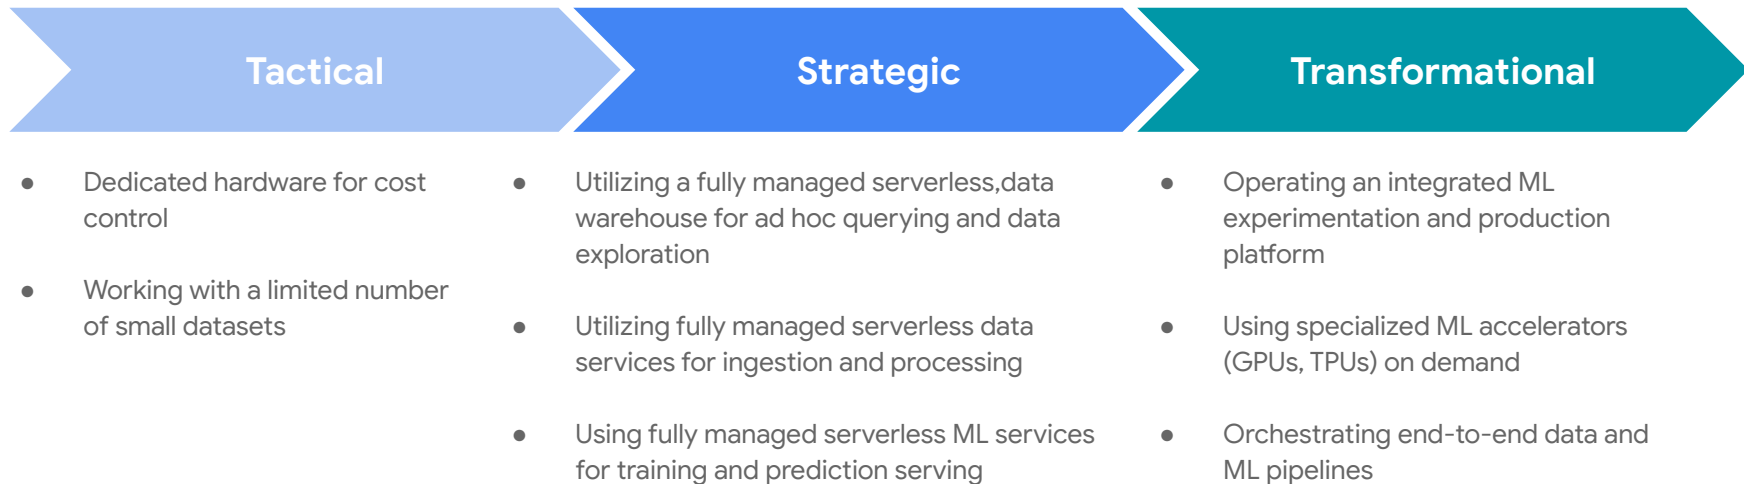 Tactical
Strategic
Transformational
● Dedicated hardware for cost
control
● Working with a limited number
of small datasets
● Utilizing a fully managed serverless,data
warehouse for ad hoc querying and data
exploration
● Utilizing fully managed serverless data
services for ingestion and processing
● Using fully managed serverless ML services
for training and prediction serving
● Operating an integrated ML
experimentation and production
platform
● Using specialized ML accelerators
(GPUs, TPUs) on demand
● Orchestrating end-to-end data and
ML pipelines